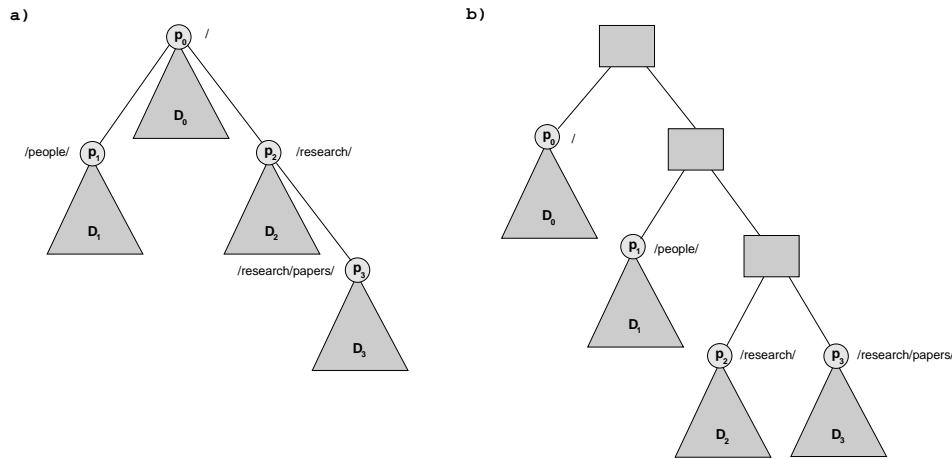 a)
p0 /
D0
/people/ p1
D1
p2 /research/
D2
/research/papers/ p3
D3
b)
p0 /
D0
p1 /people/
D1
p2 /research/
D2
p3 /research/papers/
D3